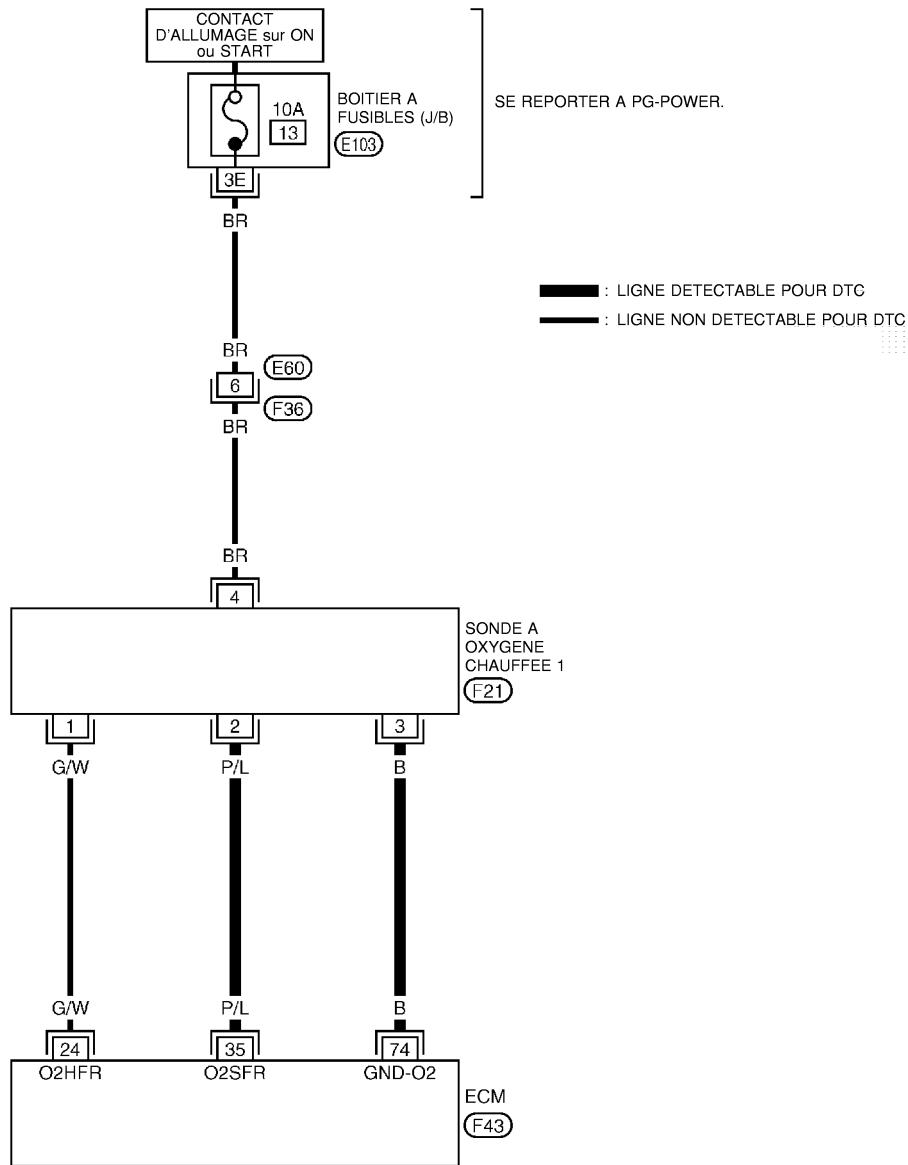 CONTACT
D'ALLUMAGE sur ON
ou START
10A
13
BOITIER A
FUSIBLES (J/B)
E103
SE REPORTER A PG-POWER.
3E
BR
: LIGNE DETECTABLE POUR DTC
: LIGNE NON DETECTABLE POUR DTC
BR
E60
6
F36
BR
BR
4
SONDE A
OXYGENE
CHAUFFEE 1
F21
1 2 3
G/W P/L B
G/W P/L B
24 35 74
O2HFR O2SFR GND-O2
ECM
F43